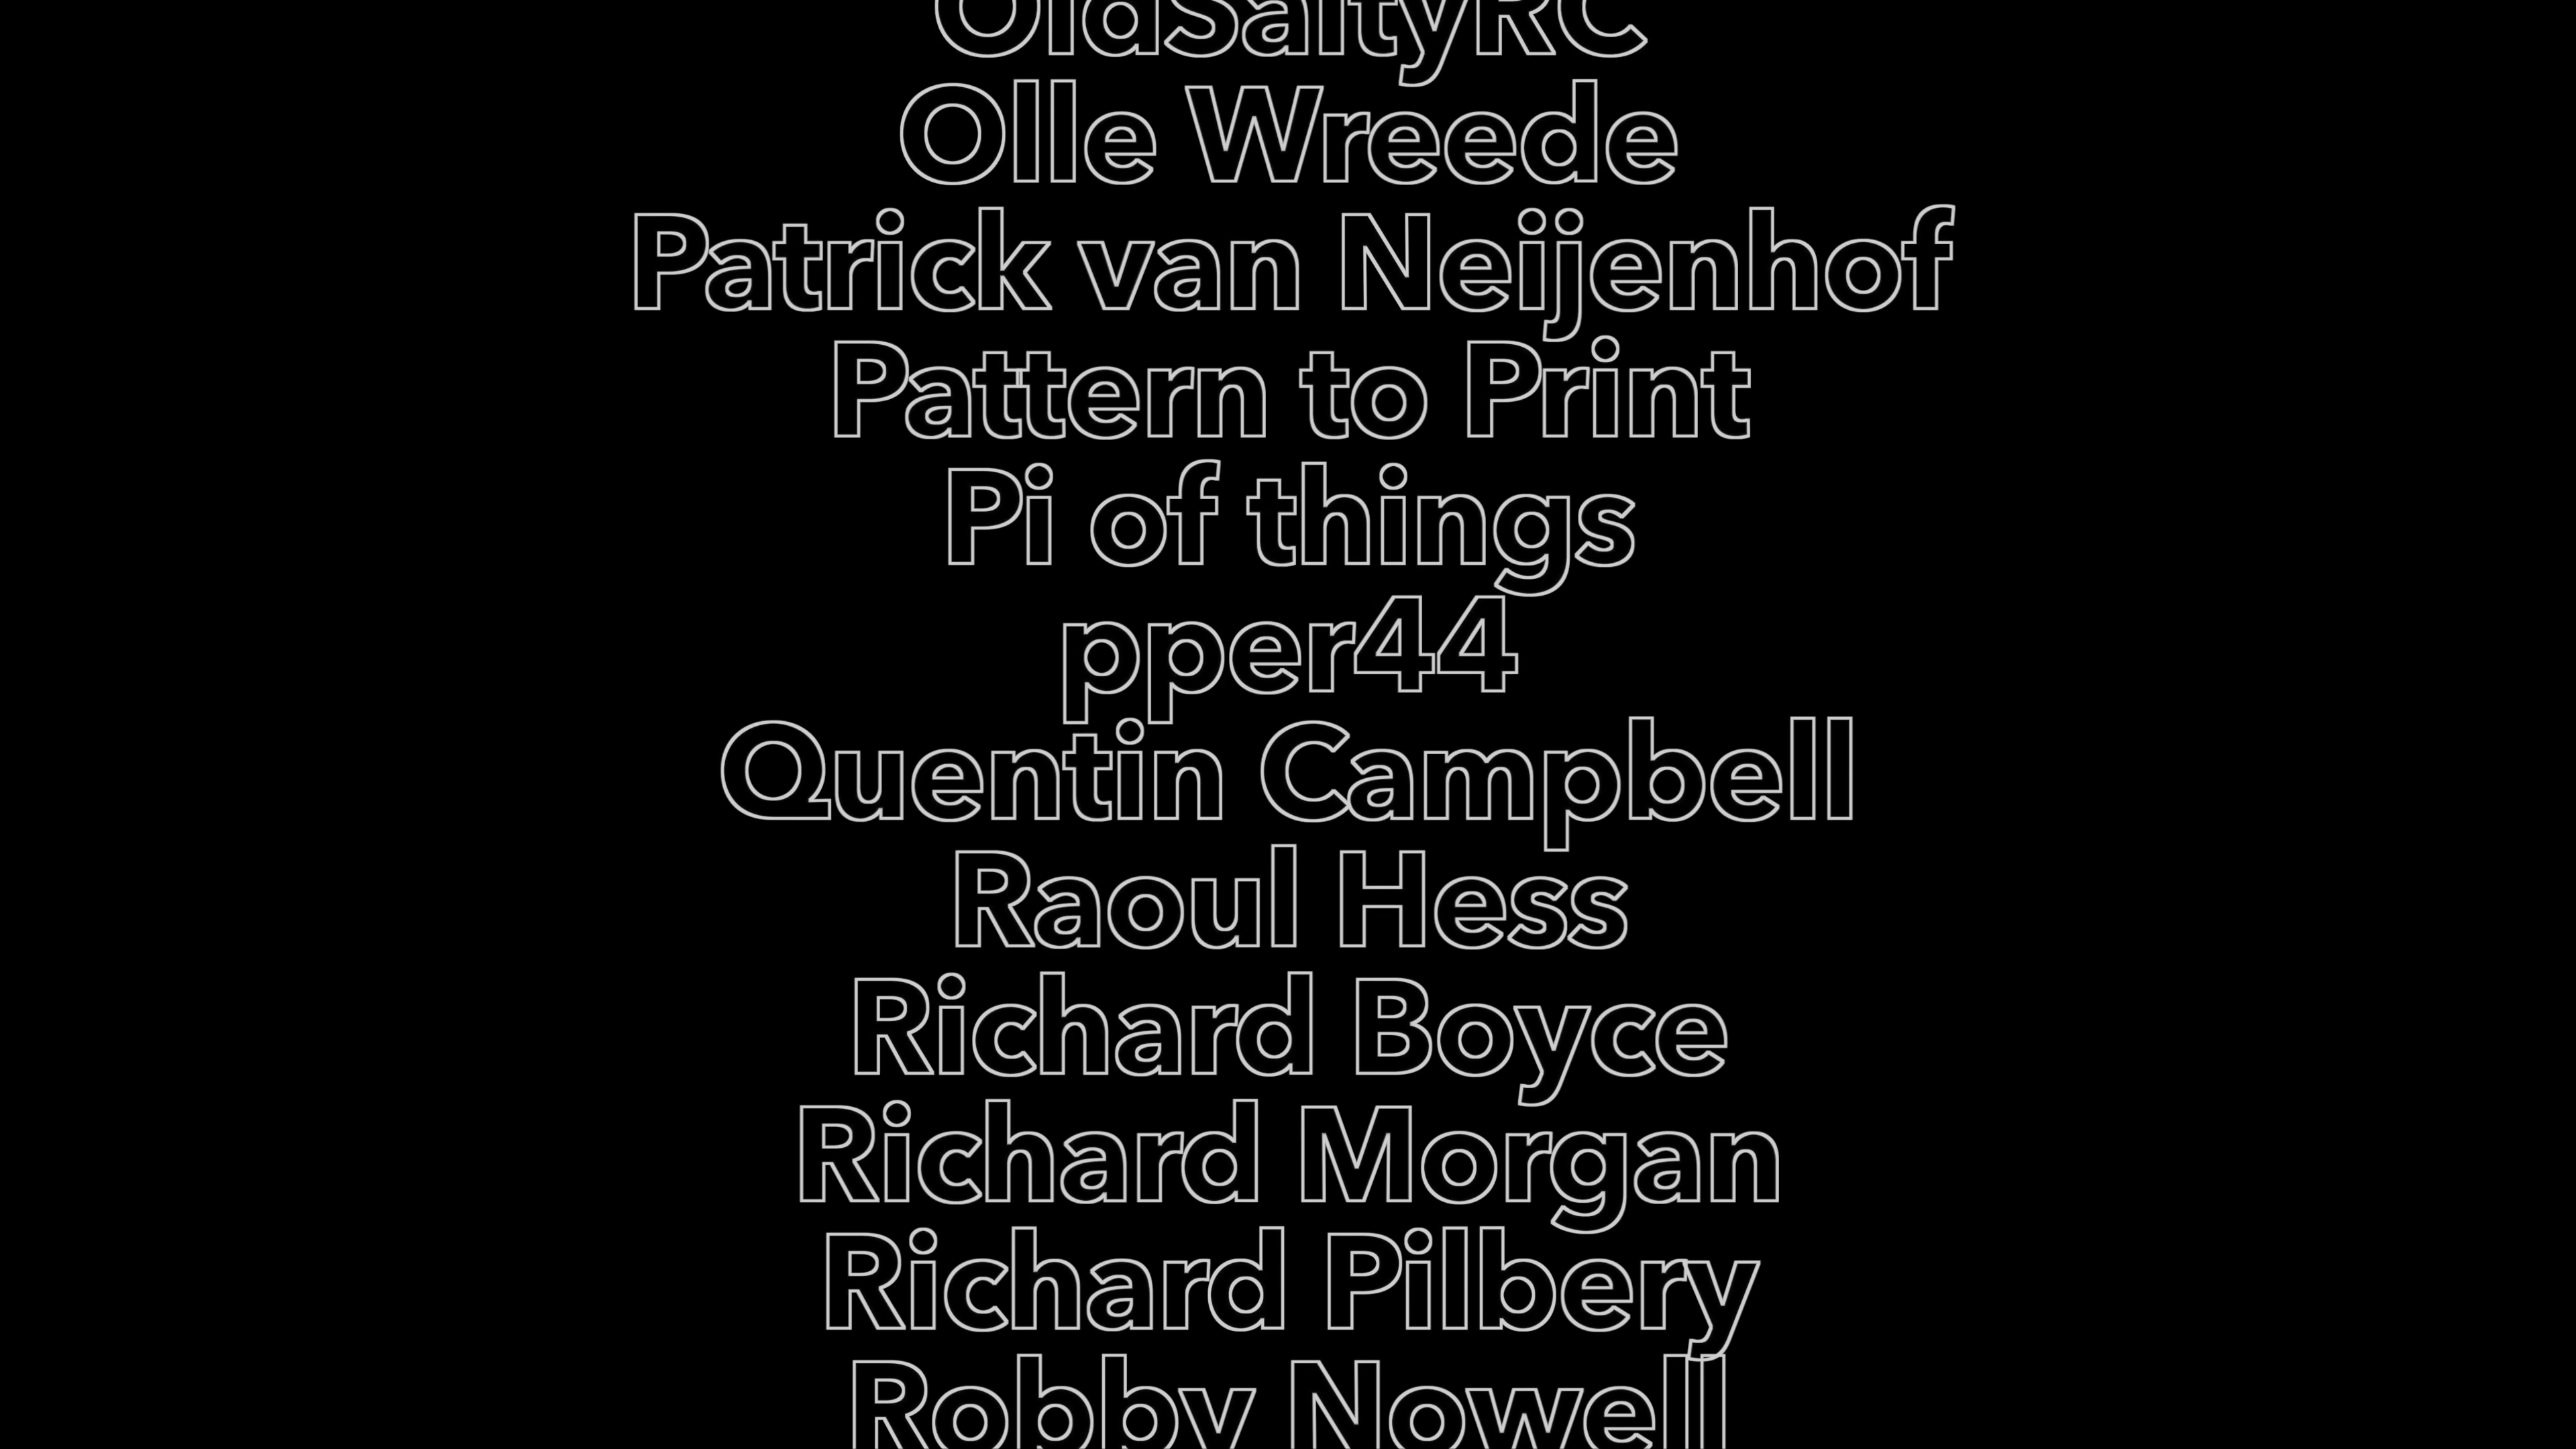 OldSaltyRC
Olle Wreede
Patrick van Neijenhof
Pattern to Print
Pi of things
pper44
Quentin Campbell
Raoul Hess
Richard Boyce
Richard Morgan
Richard Pilbery
Robby Nowell